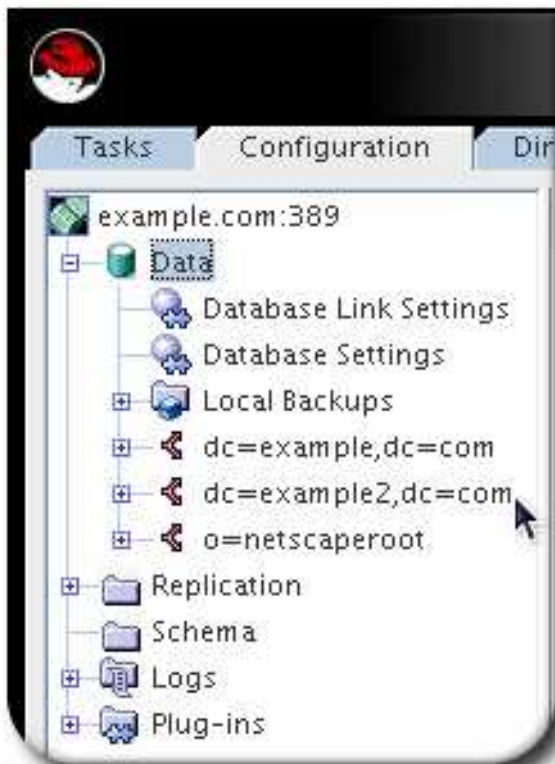 Tasks Configuration Dir
example.com:389
Data
Database Link Settings
Database Settings
Local Backups
dc=example,dc=com
dc=example2,dc=com
o=netscaperoot
Replication
Schema
Logs
Plug-ins